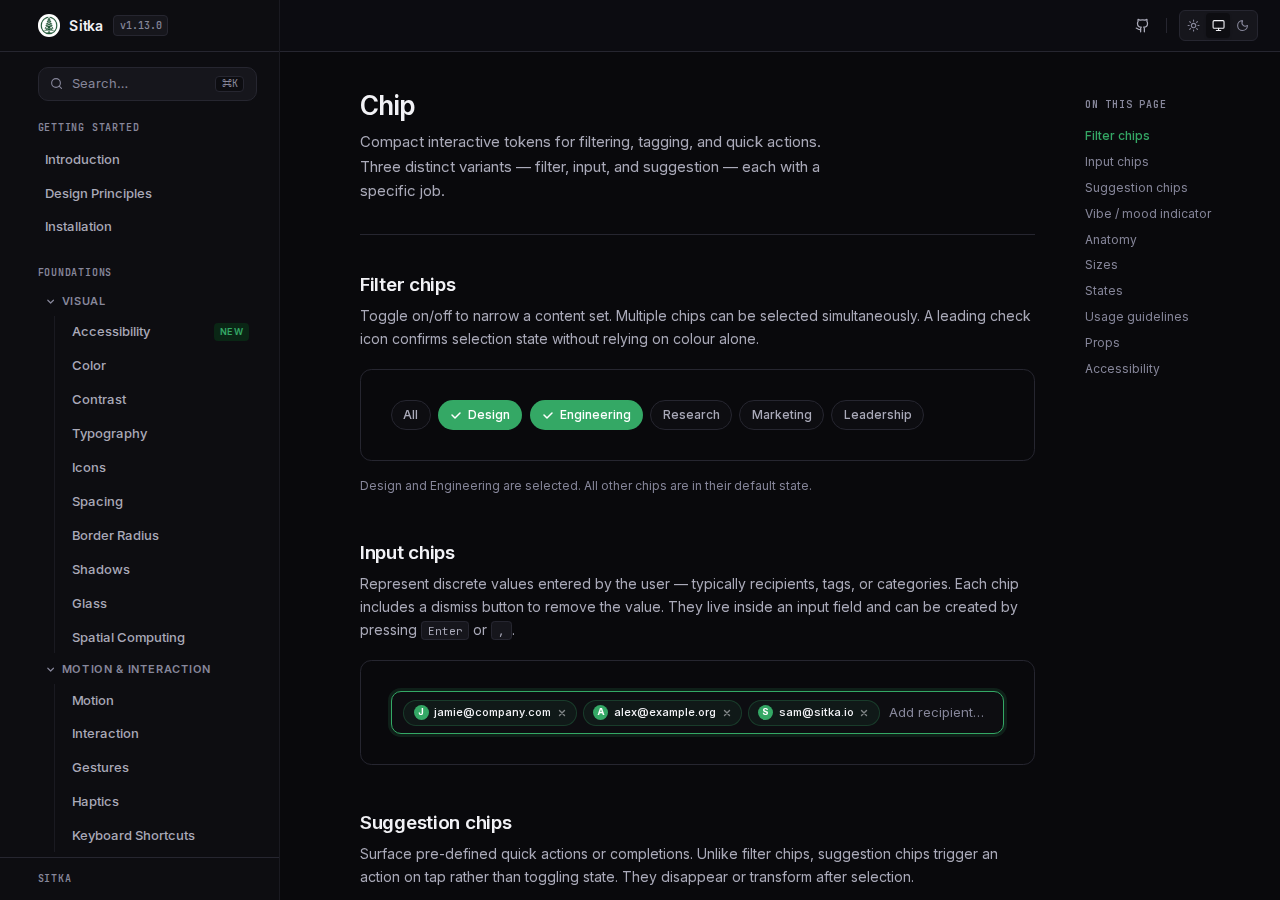 Sitka v1.13.0
Search... ⌘K
GETTING STARTED
Introduction
Design Principles
Installation
FOUNDATIONS
VISUAL
Accessibility NEW
Color
Contrast
Typography
Icons
Spacing
Border Radius
Shadows
Glass
Spatial Computing
MOTION & INTERACTION
Motion
Interaction
Gestures
Haptics
Keyboard Shortcuts
SITKA
Chip
Compact interactive tokens for filtering, tagging, and quick actions.
Three distinct variants — filter, input, and suggestion — each with a
specific job.
Filter chips
Toggle on/off to narrow a content set. Multiple chips can be selected simultaneously. A leading check
icon confirms selection state without relying on colour alone.
All Design Engineering Research Marketing Leadership
Design and Engineering are selected. All other chips are in their default state.
Input chips
Represent discrete values entered by the user — typically recipients, tags, or categories. Each chip
includes a dismiss button to remove the value. They live inside an input field and can be created by
pressing Enter or , .
J jamie@company.com × A alex@example.org × S sam@sitka.io × Add recipient…
Suggestion chips
Surface pre-defined quick actions or completions. Unlike filter chips, suggestion chips trigger an
action on tap rather than toggling state. They disappear or transform after selection.
ON THIS PAGE
Filter chips
Input chips
Suggestion chips
Vibe / mood indicator
Anatomy
Sizes
States
Usage guidelines
Props
Accessibility